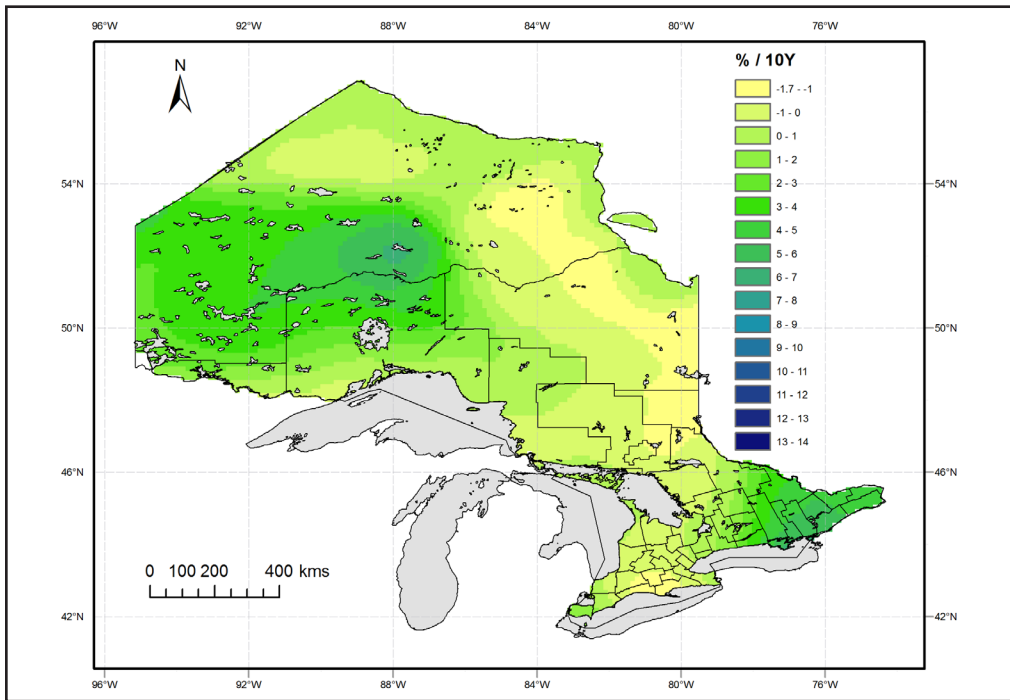 96°W 92°W 88°W 84°W 80°W 76°W
N
% / 10Y
-1.7 - -1
-1 - 0
0 - 1
1 - 2
2 - 3
3 - 4
4 - 5
5 - 6
6 - 7
7 - 8
8 - 9
9 - 10
10 - 11
11 - 12
12 - 13
13 - 14
54°N 54°N
50°N 50°N
46°N 46°N
42°N 42°N
0 100 200 400 kms
96°W 92°W 88°W 84°W 80°W 76°W